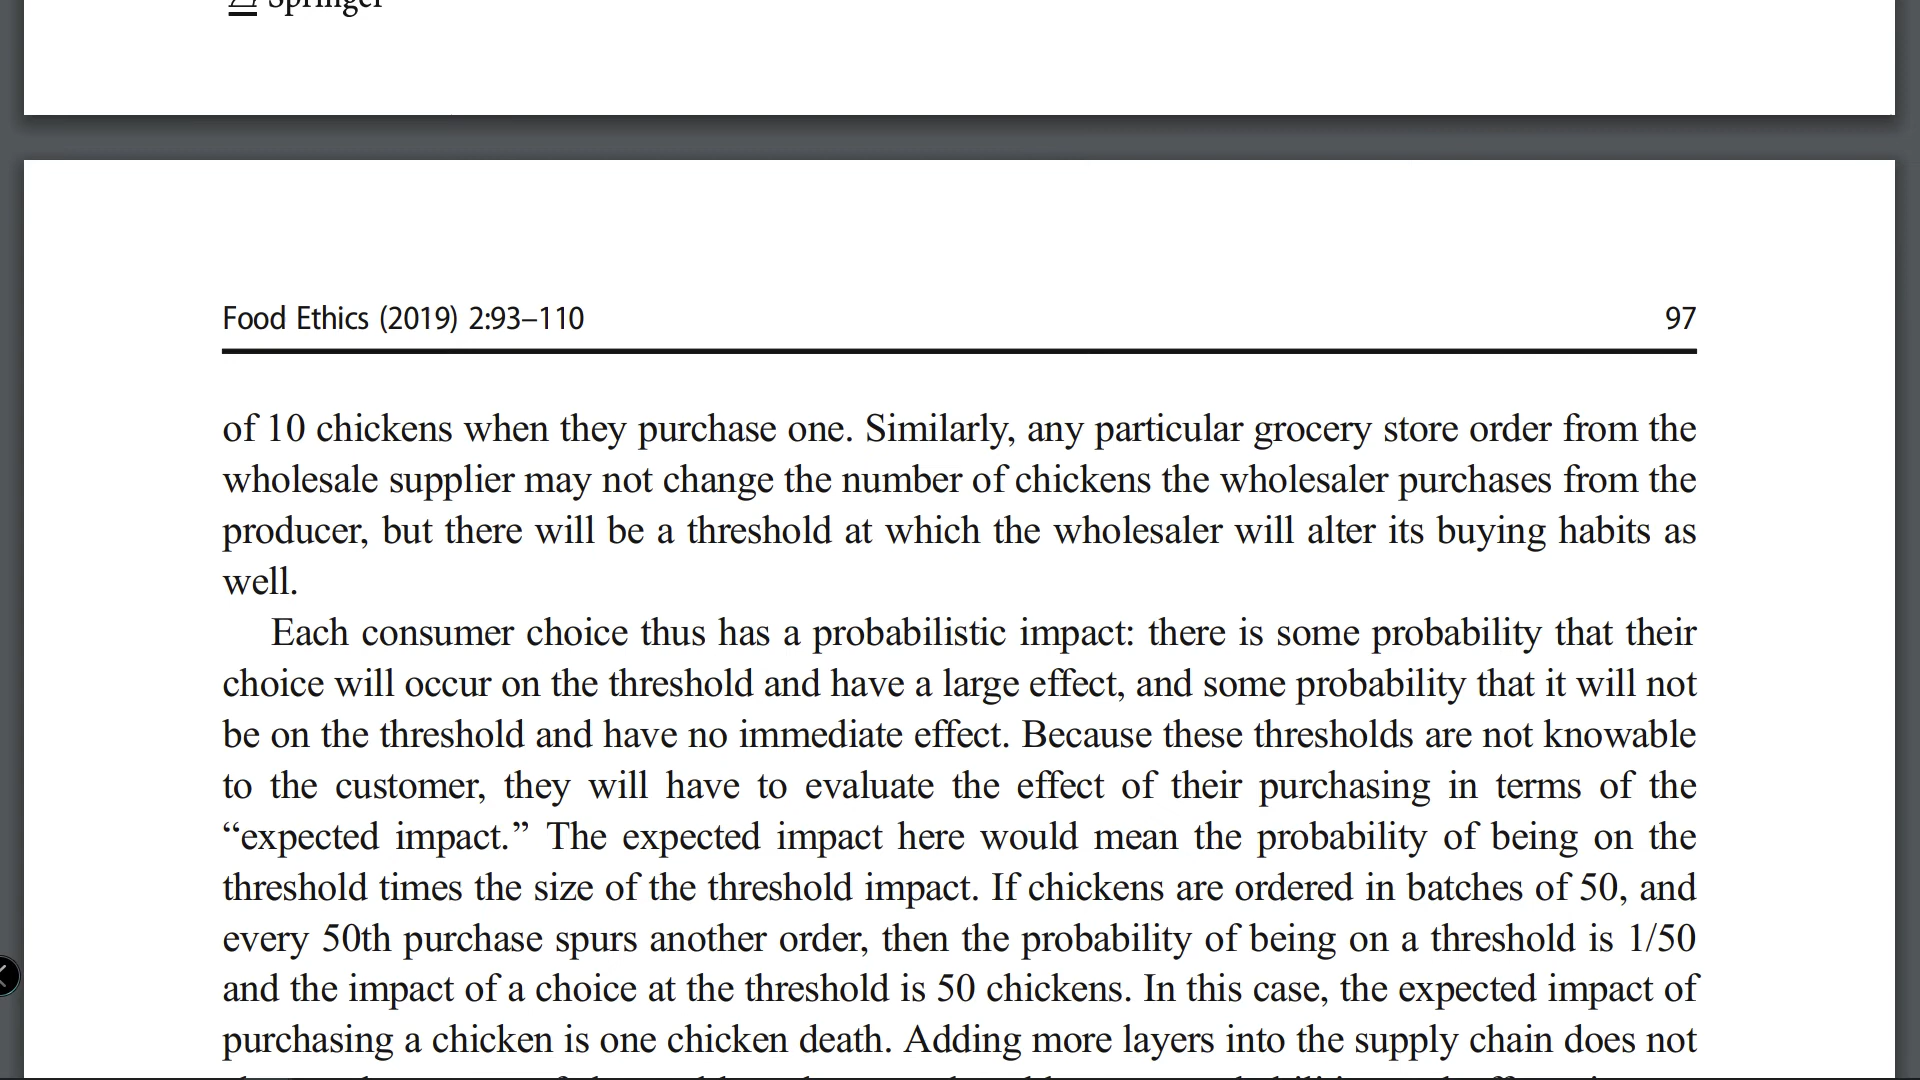 Springer
Food Ethics (2019) 2:93–110
97
of 10 chickens when they purchase one. Similarly, any particular grocery store order from the
wholesale supplier may not change the number of chickens the wholesaler purchases from the
producer, but there will be a threshold at which the wholesaler will alter its buying habits as
well.
Each consumer choice thus has a probabilistic impact: there is some probability that their
choice will occur on the threshold and have a large effect, and some probability that it will not
be on the threshold and have no immediate effect. Because these thresholds are not knowable
to the customer, they will have to evaluate the effect of their purchasing in terms of the
“expected impact.” The expected impact here would mean the probability of being on the
threshold times the size of the threshold impact. If chickens are ordered in batches of 50, and
every 50th purchase spurs another order, then the probability of being on a threshold is 1/50
and the impact of a choice at the threshold is 50 chickens. In this case, the expected impact of
purchasing a chicken is one chicken death. Adding more layers into the supply chain does not